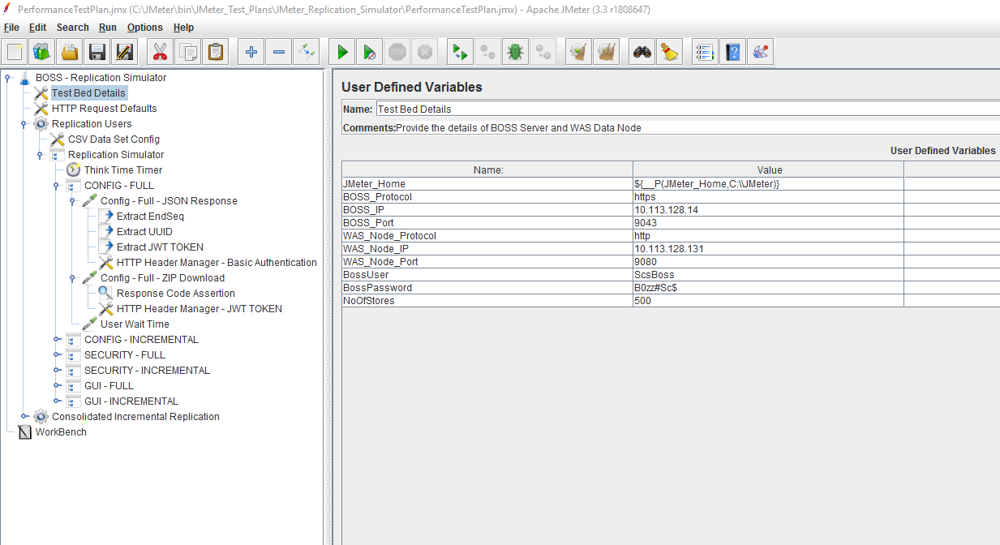 PerformanceTestPlan.jmx (C:\JMeter\bin\JMeter_Test_Plans\JMeter_Replication_Simulator\PerformanceTestPlan.jmx) - Apache JMeter (3.3 r1808647)
File Edit Search Run Options Help
STOP
BOSS - Replication Simulator
Test Bed Details
HTTP Request Defaults
Replication Users
CSV Data Set Config
Replication Simulator
Think Time Timer
CONFIG - FULL
Config - Full - JSON Response
Extract EndSeq
Extract UUID
Extract JWT TOKEN
HTTP Header Manager - Basic Authentication
Config - Full - ZIP Download
Response Code Assertion
HTTP Header Manager - JWT TOKEN
User Wait Time
CONFIG - INCREMENTAL
SECURITY - FULL
SECURITY - INCREMENTAL
GUI - FULL
GUI - INCREMENTAL
Consolidated Incremental Replication
WorkBench
User Defined Variables
Name: Test Bed Details
Comments:Provide the details of BOSS Server and WAS Data Node
User Defined Variables
Name: Value
JMeter_Home ${__P(JMeter_Home,C:\\JMeter)}
BOSS_Protocol https
BOSS_IP 10.113.128.14
BOSS_Port 9043
WAS_Node_Protocol http
WAS_Node_IP 10.113.128.131
WAS_Node_Port 9080
BossUser ScsBoss
BossPassword B0zz#Sc$
NoOfStores 500